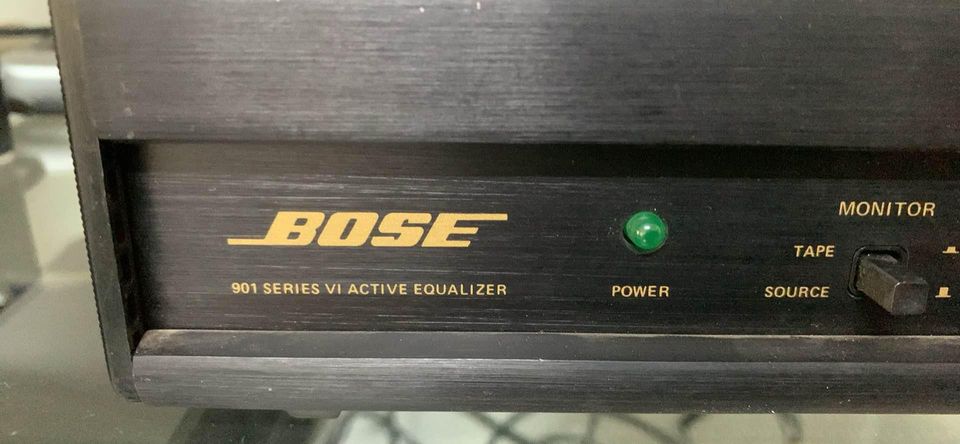 BOSE
901 SERIES VI ACTIVE EQUALIZER
POWER
MONITOR
TAPE
SOURCE